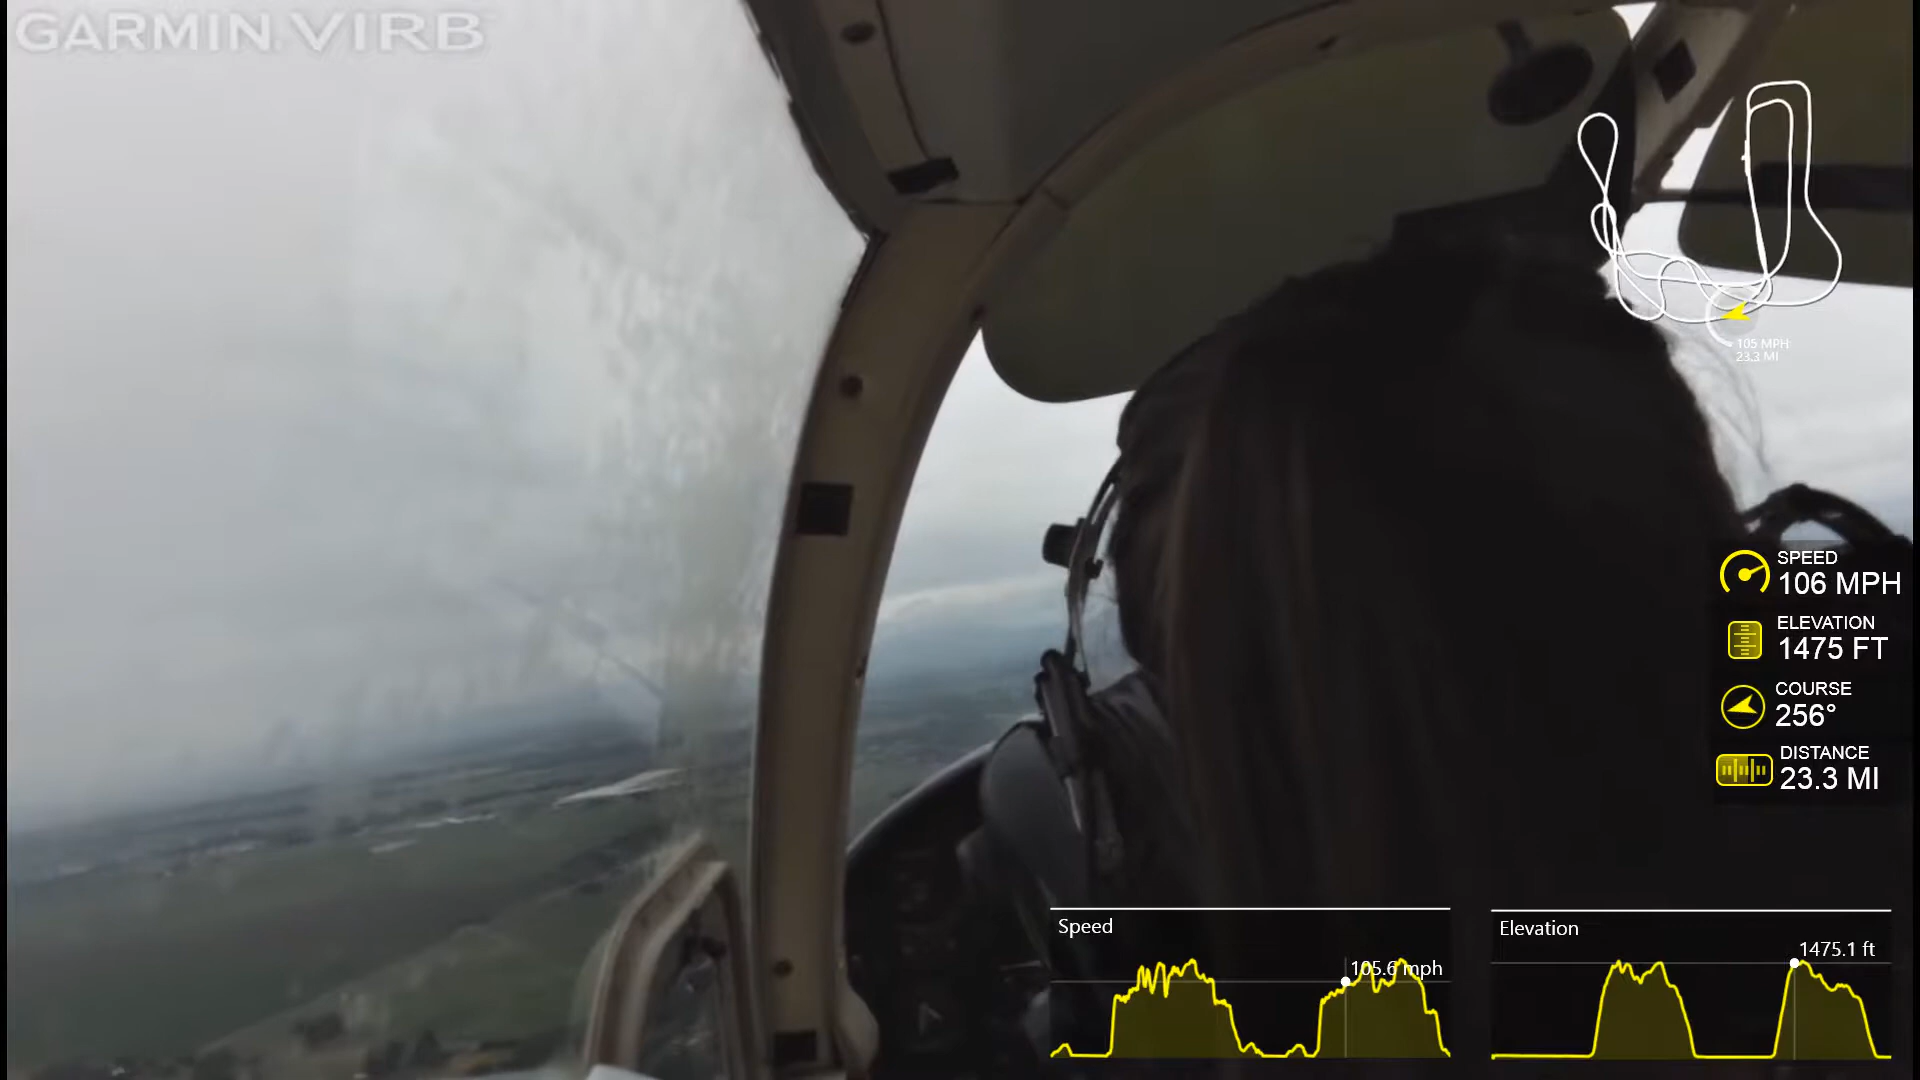 GARMIN VIRB
105 MPH
23.3 MI
SPEED
106 MPH
ELEVATION
1475 FT
COURSE
256°
DISTANCE
23.3 MI
Speed
105.6 mph
Elevation
1475.1 ft